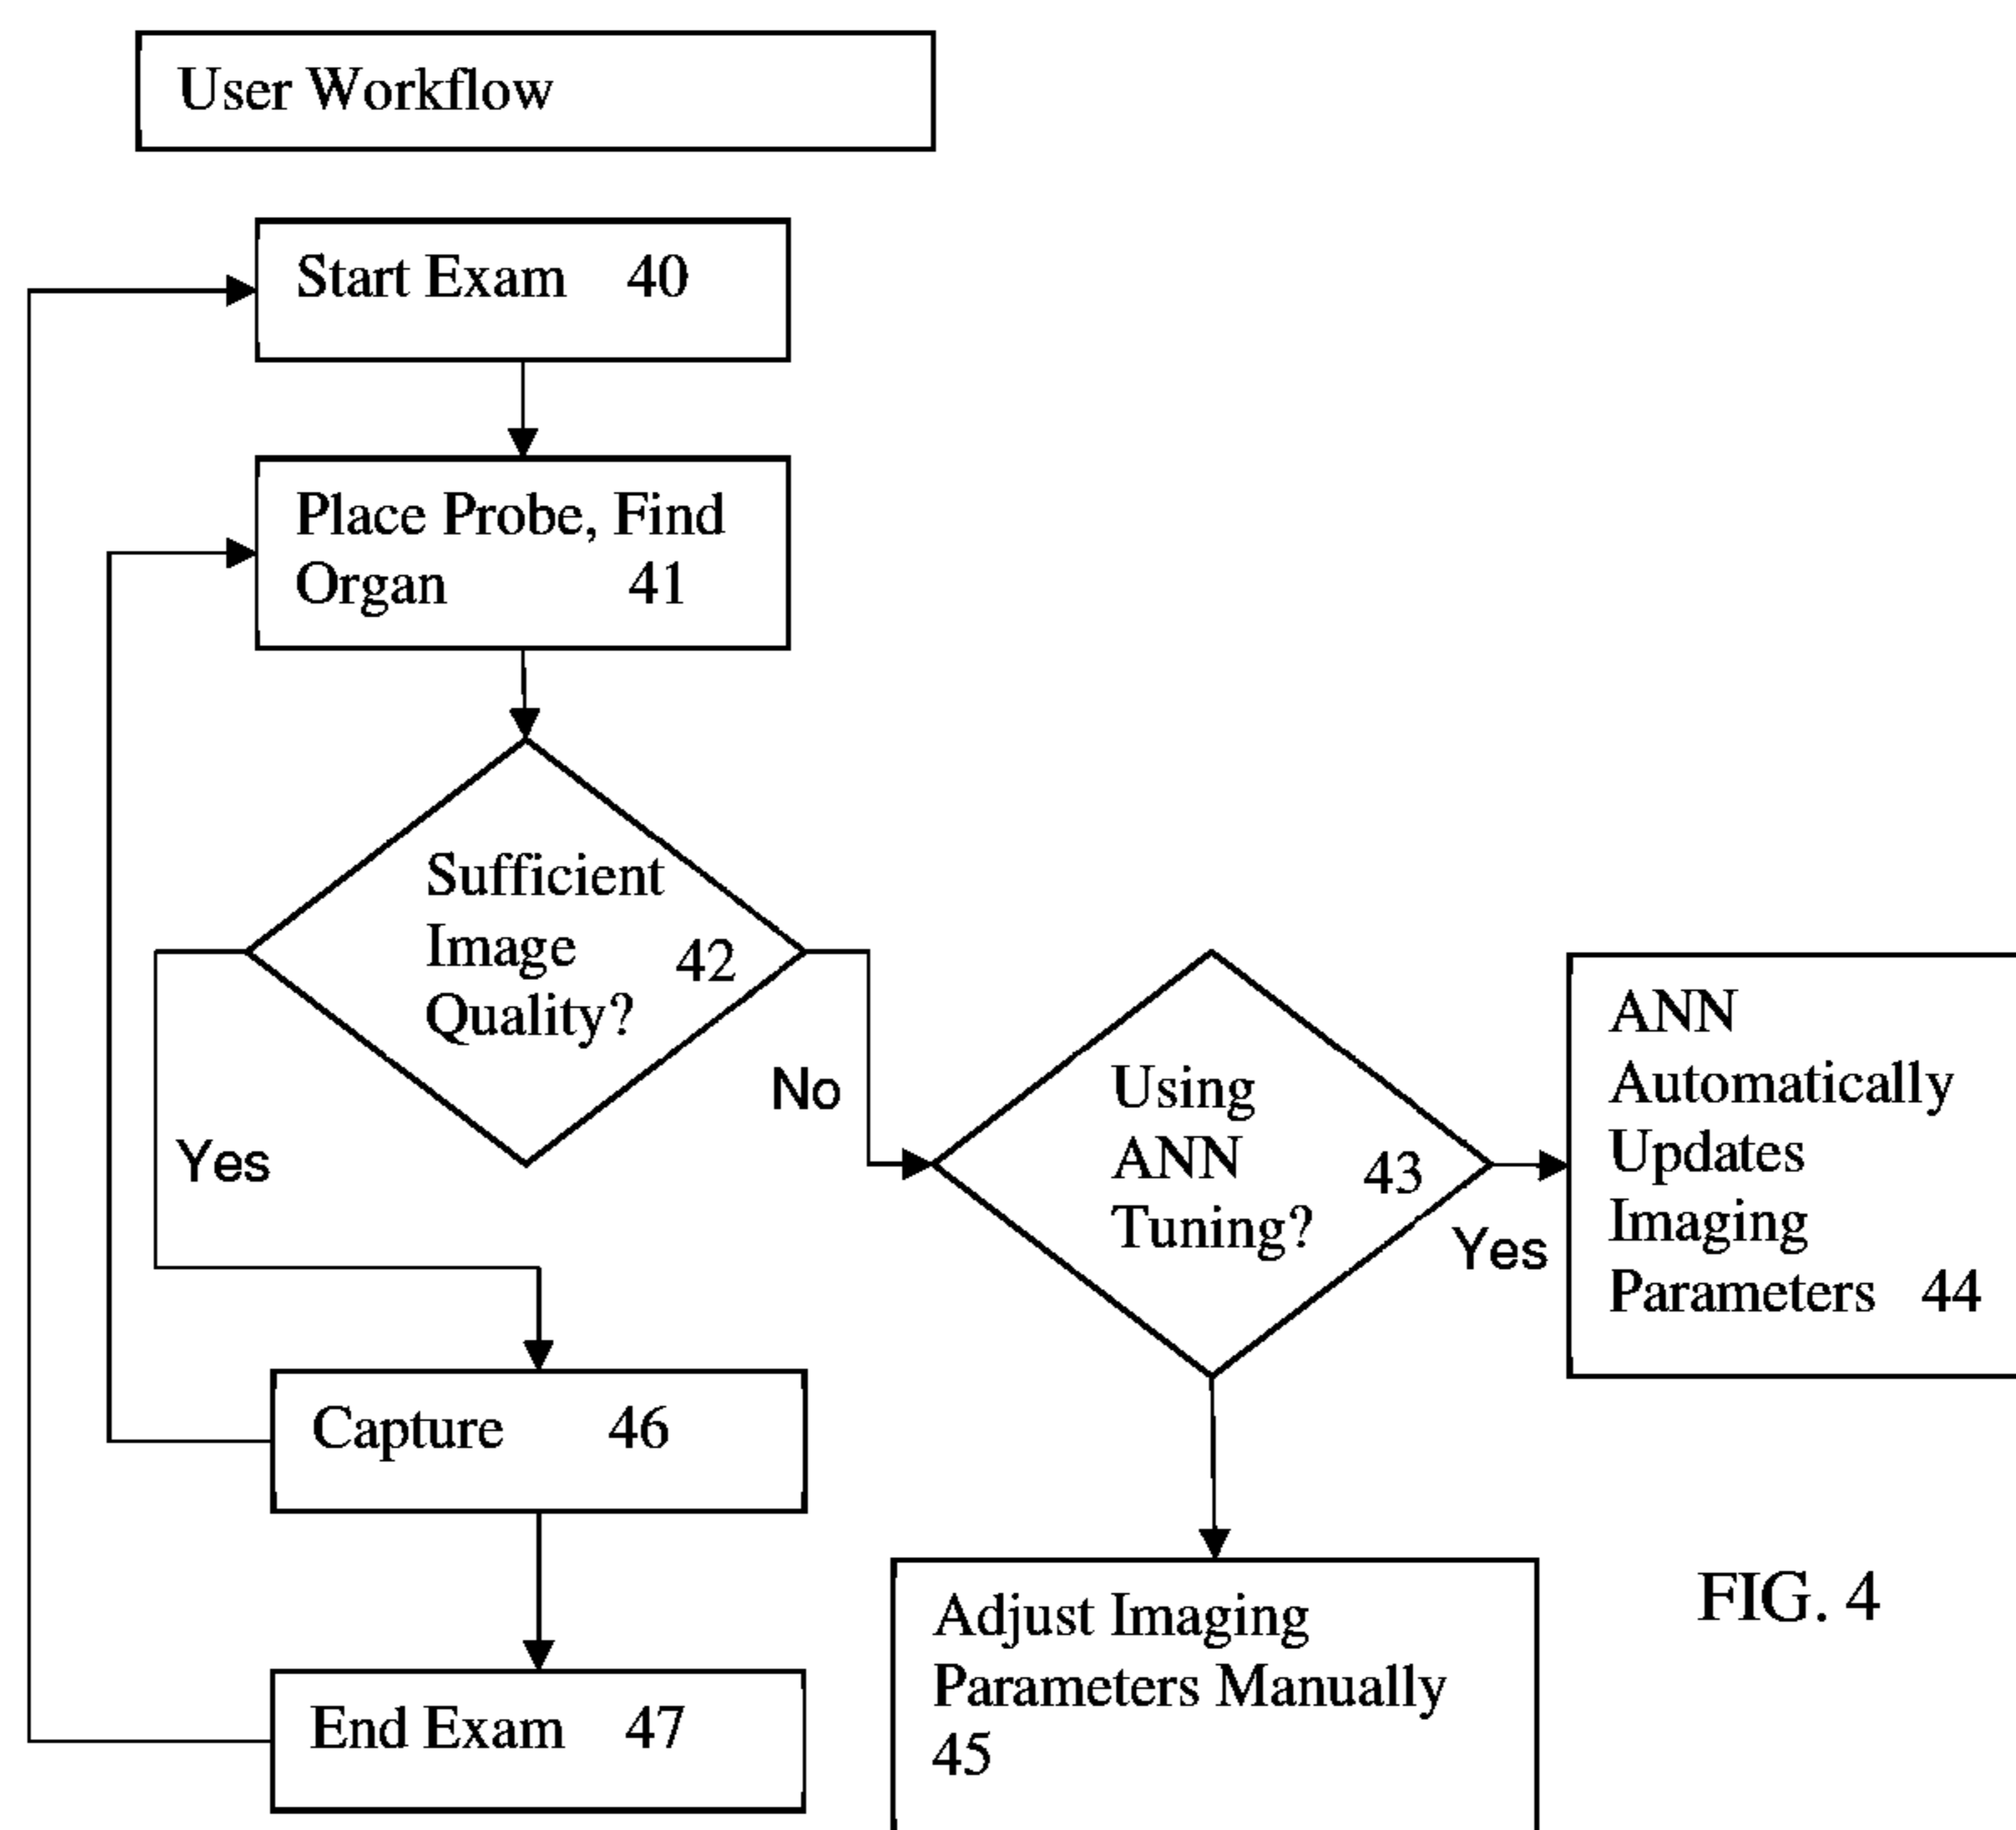 User Workflow
Start Exam 40
Place Probe, Find
Organ 41
Sufficient
Image 42
Quality?
Yes
No
Using
ANN 43
Tuning?
Yes
ANN
Automatically
Updates
Imaging
Parameters 44
Capture 46
End Exam 47
Adjust Imaging
Parameters Manually
45
FIG. 4